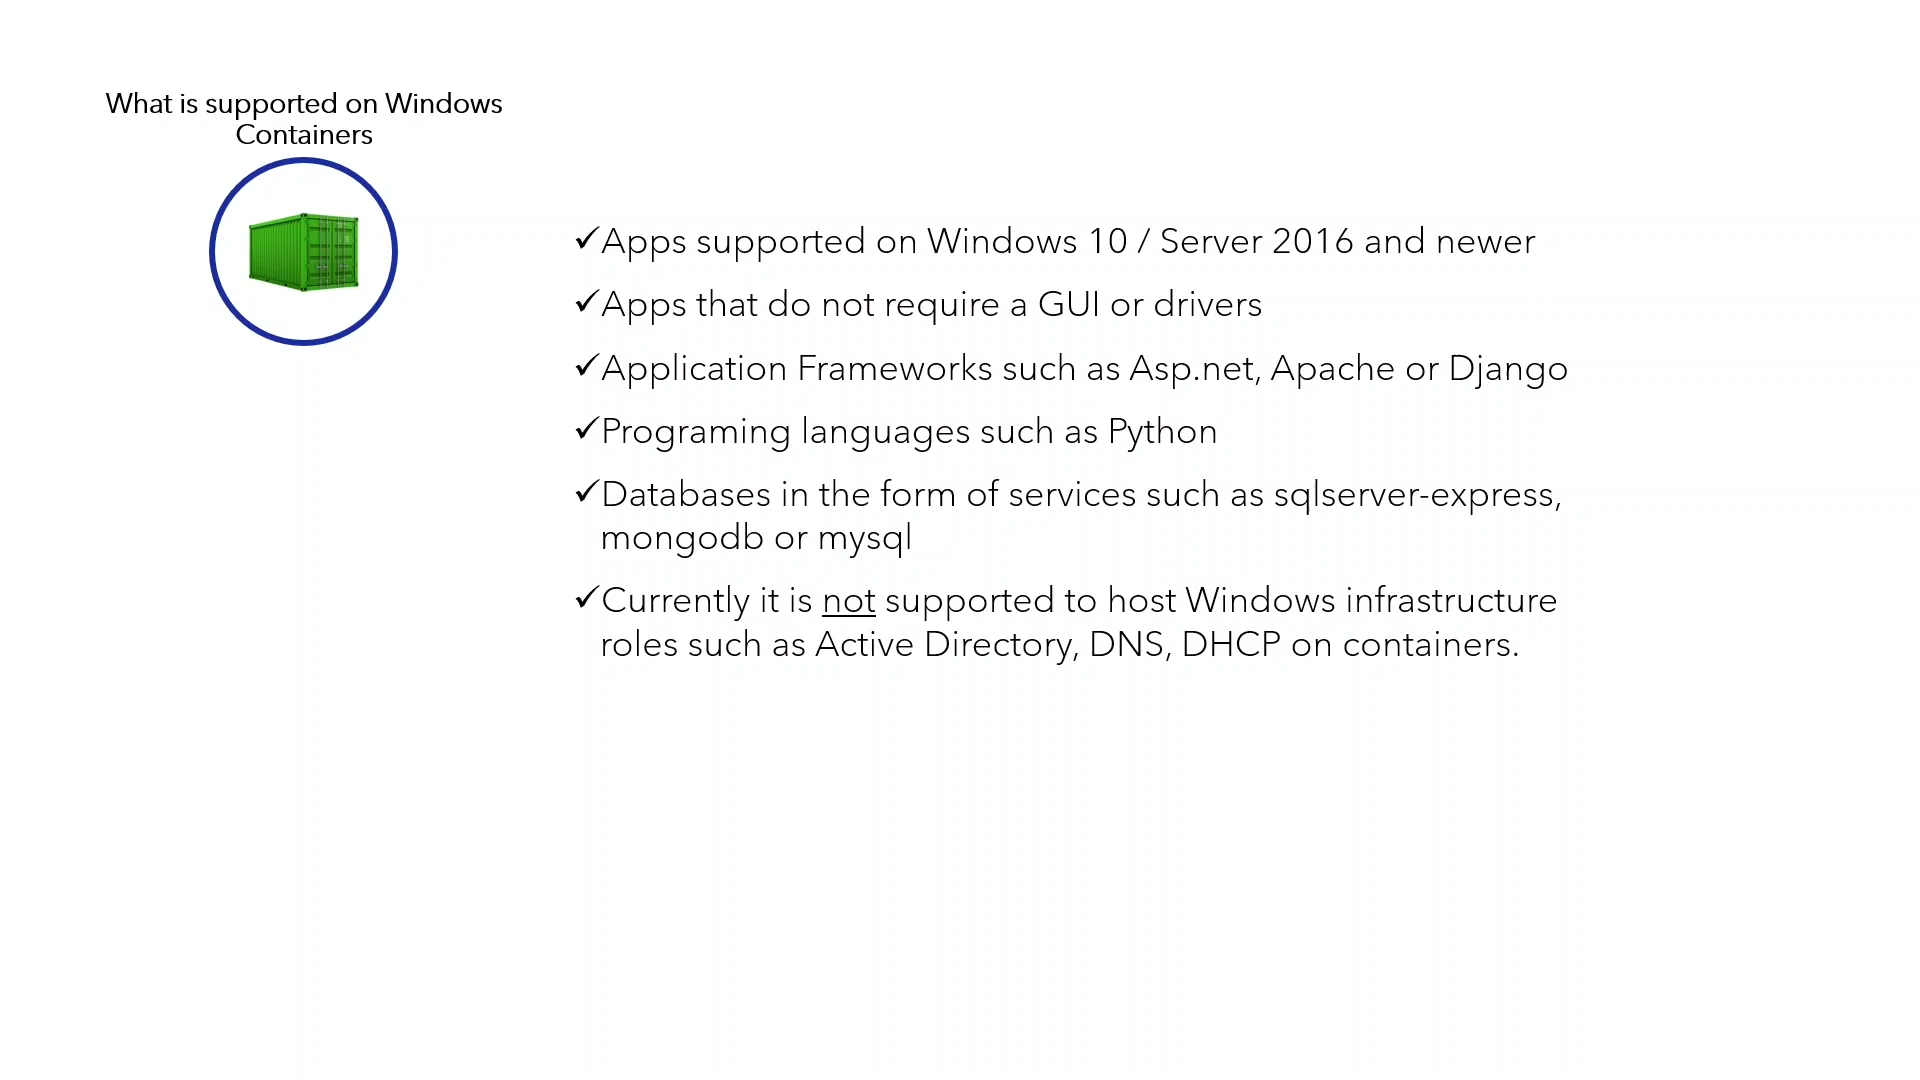 What is supported on Windows
Containers
✓Apps supported on Windows 10 / Server 2016 and newer
✓Apps that do not require a GUI or drivers
✓Application Frameworks such as Asp.net, Apache or Django
✓Programing languages such as Python
✓Databases in the form of services such as sqlserver-express,
mongodb or mysql
✓Currently it is not supported to host Windows infrastructure
roles such as Active Directory, DNS, DHCP on containers.